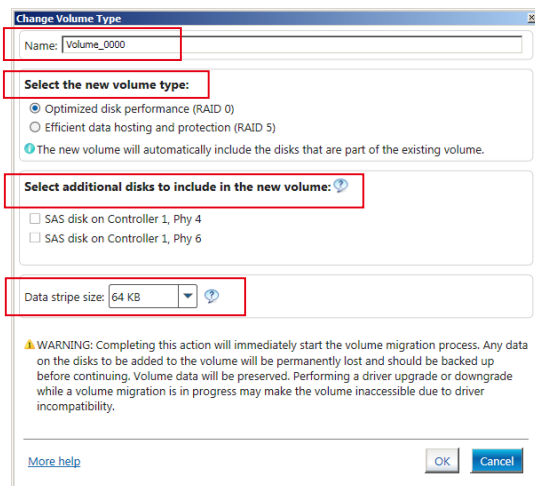 Change Volume Type
Name: Volume_0000
Select the new volume type:
Optimized disk performance (RAID 0)
Efficient data hosting and protection (RAID 5)
The new volume will automatically include the disks that are part of the existing volume.
Select additional disks to include in the new volume:
SAS disk on Controller 1, Phy 4
SAS disk on Controller 1, Phy 6
Data stripe size: 64 KB
WARNING: Completing this action will immediately start the volume migration process. Any data
on the disks to be added to the volume will be permanently lost and should be backed up
before continuing. Volume data will be preserved. Performing a driver upgrade or downgrade
while a volume migration is in progress may make the volume inaccessible due to driver
incompatibility.
More help
OK
Cancel